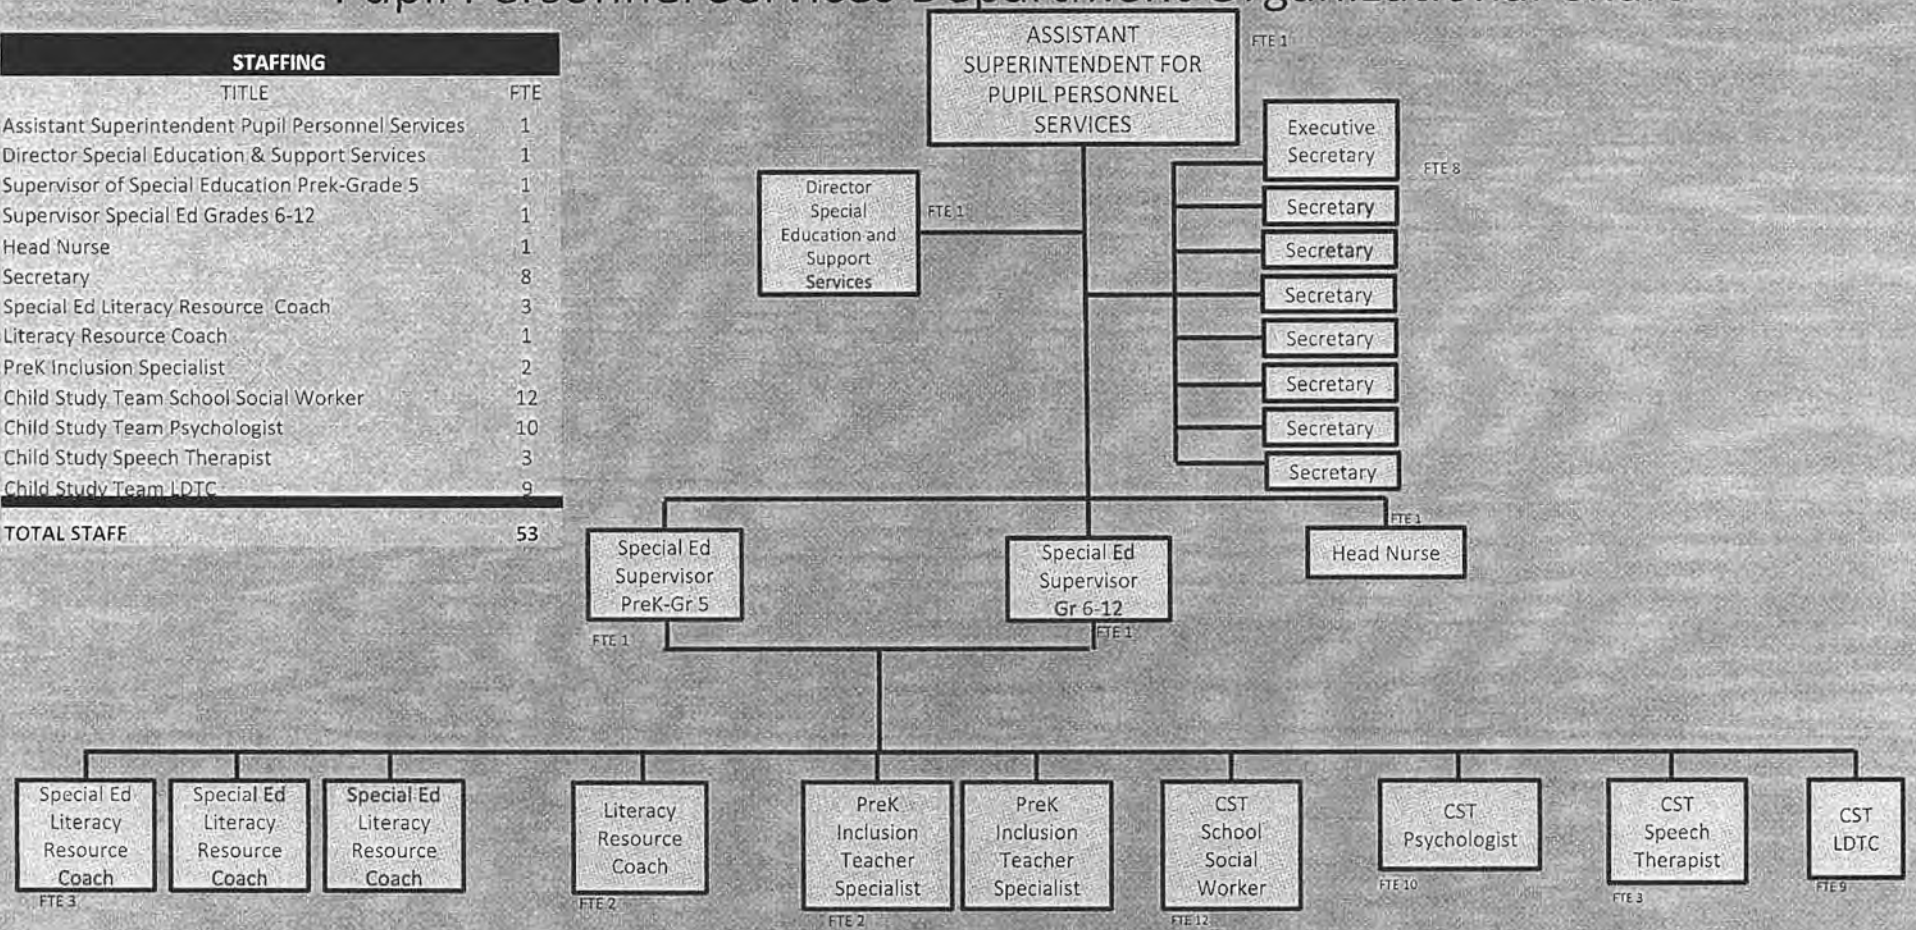 Pupil Personnel Services Department Organizational Chart
STAFFING
TITLE FTE
Assistant Superintendent Pupil Personnel Services 1
Director Special Education & Support Services 1
Supervisor of Special Education Prek-Grade 5 1
Supervisor Special Ed Grades 6-12 1
Head Nurse 1
Secretary 8
Special Ed Literacy Resource Coach 3
Literacy Resource Coach 1
PreK Inclusion Specialist 2
Child Study Team School Social Worker 12
Child Study Team Psychologist 10
Child Study Speech Therapist 3
Child Study Team LDTC 9
TOTAL STAFF 53
ASSISTANT
SUPERINTENDENT FOR
PUPIL PERSONNEL
SERVICES
FTE 1
Executive
Secretary
FTE 8
Secretary
Secretary
Secretary
Secretary
Secretary
Secretary
Secretary
Director
Special
Education and
Support
Services
FTE 1
Special Ed
Supervisor
PreK-Gr 5
FTE 1
Special Ed
Supervisor
Gr 6-12
FTE 1
FTE 1
Head Nurse
Special Ed
Literacy
Resource
Coach
FTE 3
Special Ed
Literacy
Resource
Coach
Special Ed
Literacy
Resource
Coach
Literacy
Resource
Coach
FTE 2
PreK
Inclusion
Teacher
Specialist
FTE 2
PreK
Inclusion
Teacher
Specialist
CST
School
Social
Worker
FTE 12
CST
Psychologist
FTE 10
CST
Speech
Therapist
FTE 3
CST
LDTC
FTE 9